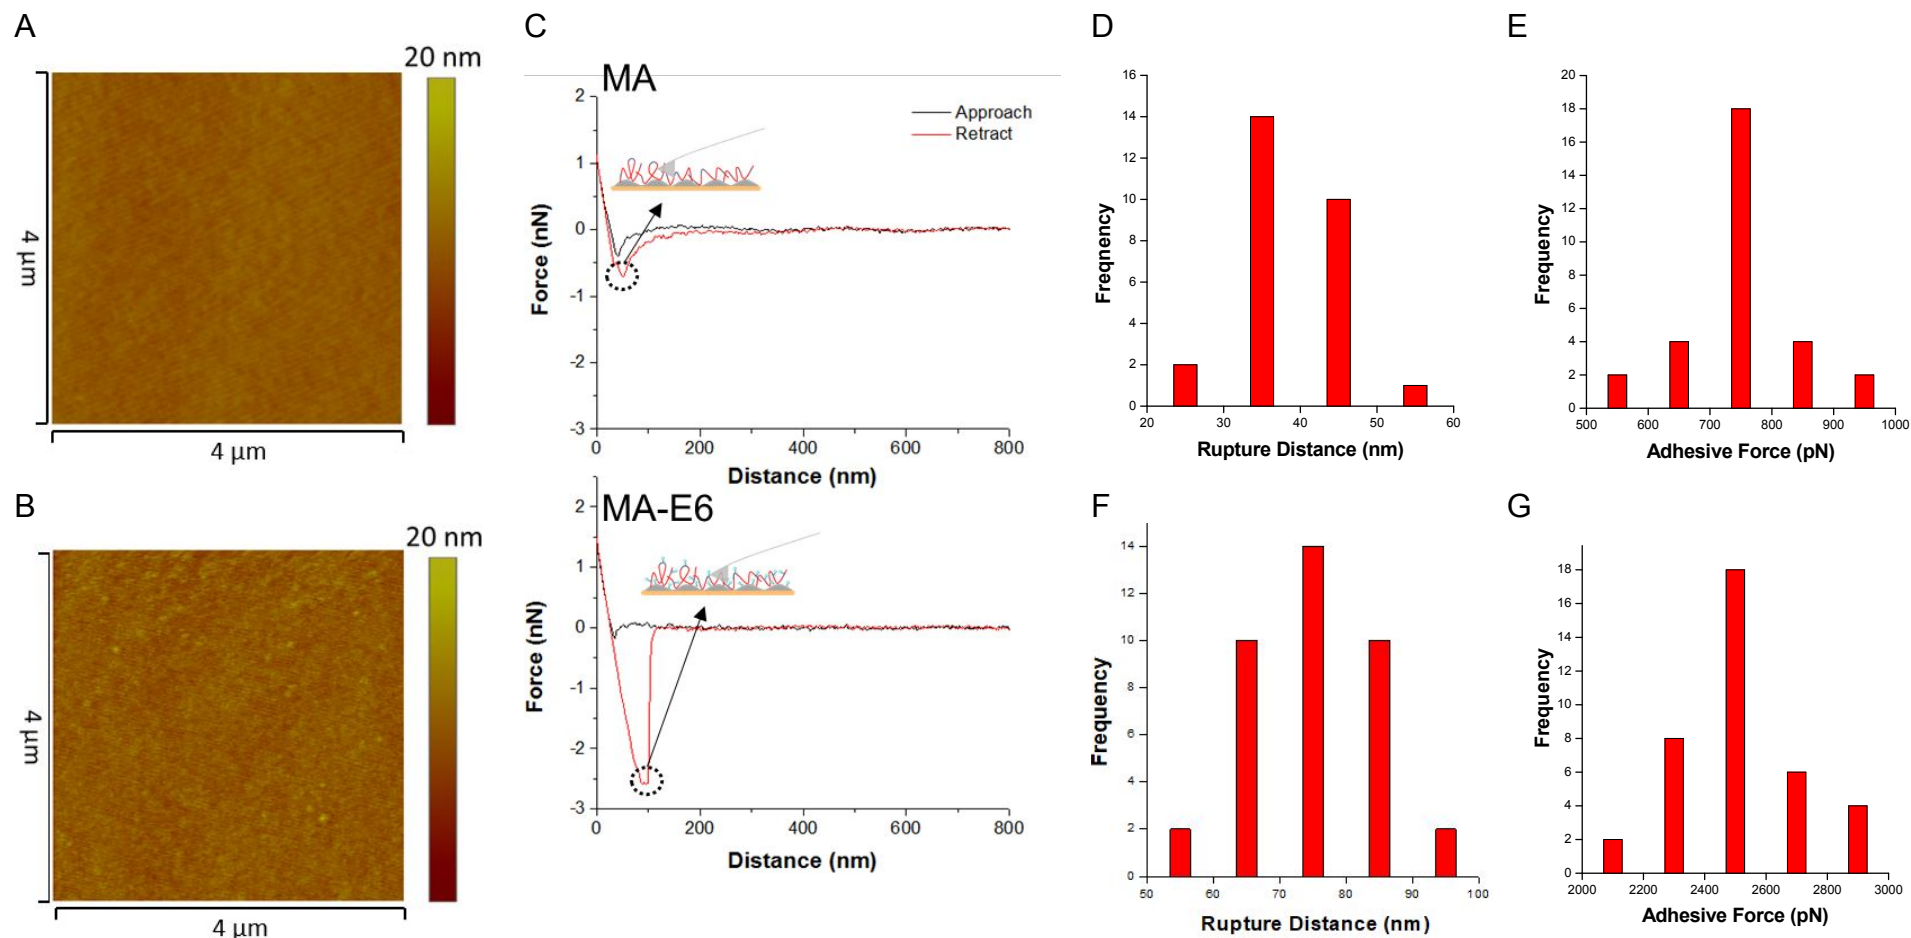 A
20 nm
4 µm
4 µm
B
20 nm
4 µm
4 µm
C
MA
Approach
Retract
2
1
0
-1
-2
-3
Force (nN)
0
200
400
600
800
Distance (nm)
MA-E6
2
1
0
-1
-2
-3
Force (nN)
0
200
400
600
800
Distance (nm)
D
16
14
12
10
8
6
4
2
0
Freqnency
20
30
40
50
60
Rupture Distance (nm)
E
20
18
16
14
12
10
8
6
4
2
0
Frequency
500
600
700
800
900
1000
Adhesive Force (pN)
F
14
12
10
8
6
4
2
0
Frequency
50
60
70
80
90
100
Rupture Distance (nm)
G
18
16
14
12
10
8
6
4
2
0
Frequency
2000
2200
2400
2600
2800
3000
Adhesive Force (pN)